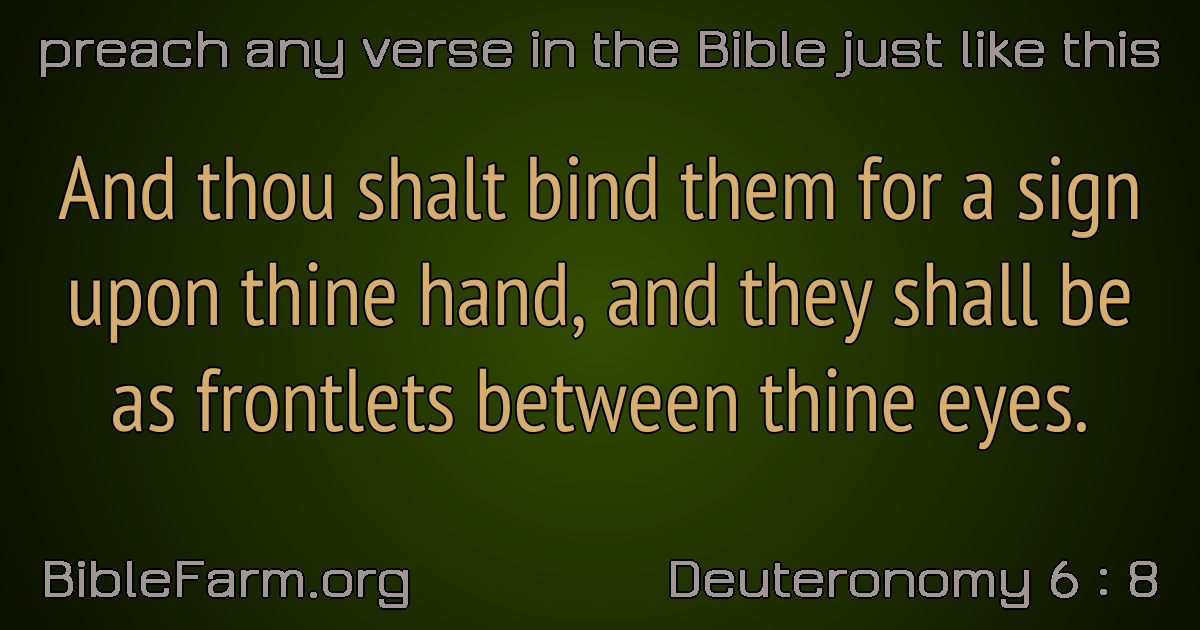 preach any verse in the Bible just like this
And thou shalt bind them for a sign
upon thine hand, and they shall be
as frontlets between thine eyes.
BibleFarm.org
Deuteronomy 6 : 8